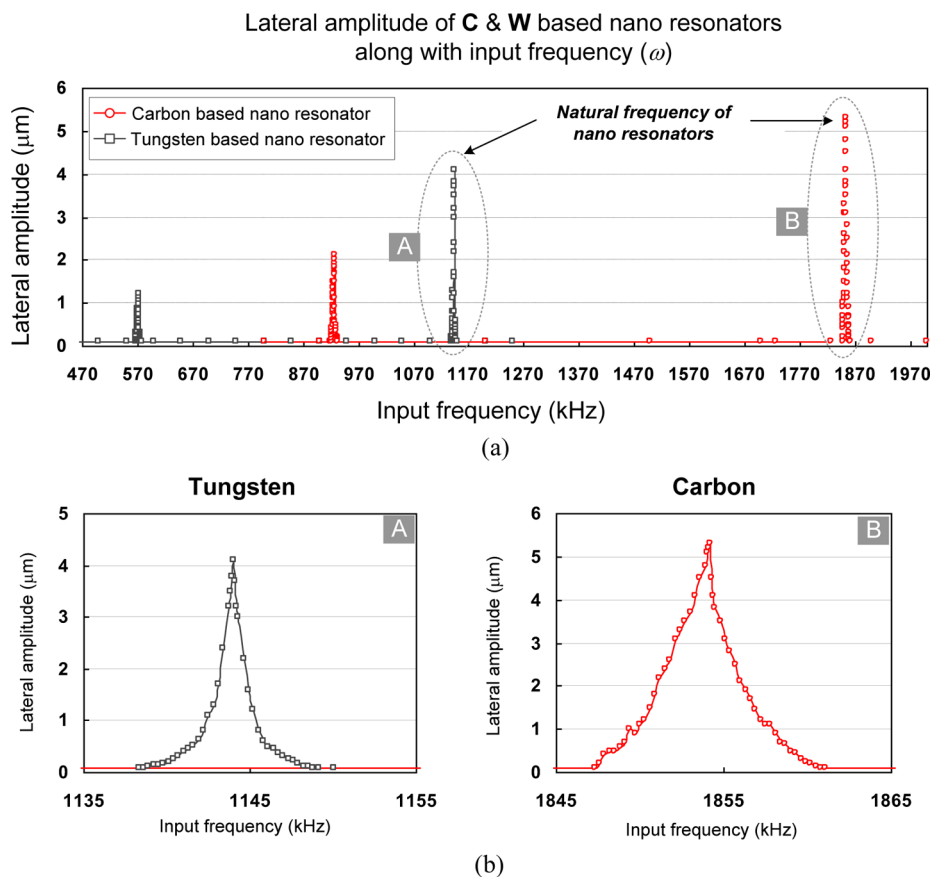 Lateral amplitude of C & W based nano resonators
along with input frequency (ω)
Lateral amplitude (μm)
6
5
4
3
2
1
0
Carbon based nano resonator
Tungsten based nano resonator
Natural frequency of
nano resonators
A
B
470 570 670 770 870 970 1070 1170 1270 1370 1470 1570 1670 1770 1870 1970
Input frequency (kHz)
(a)
Tungsten
Lateral amplitude (μm)
5
4
3
2
1
0
A
1135 1145 1155
Input frequency (kHz)
Carbon
Lateral amplitude (μm)
6
5
4
3
2
1
0
B
1845 1855 1865
Input frequency (kHz)
(b)